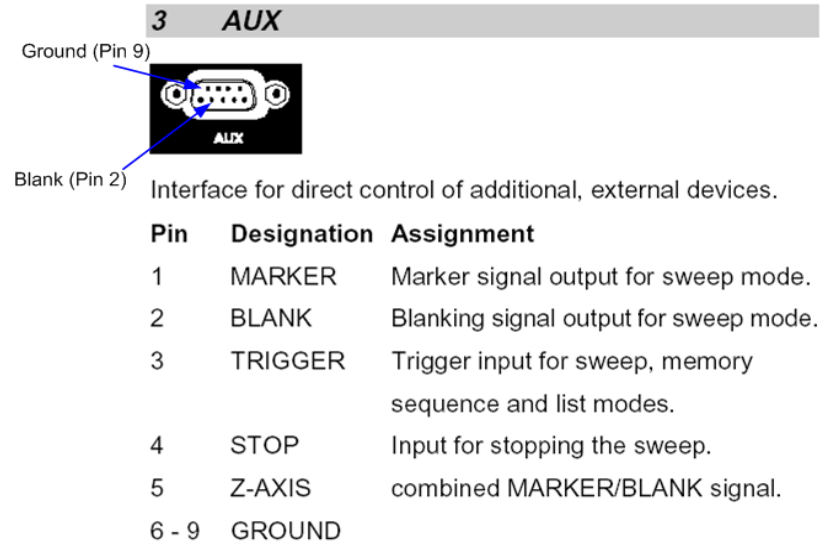 3 AUX
Ground (Pin 9)
AUX
Blank (Pin 2)
Interface for direct control of additional, external devices.
Pin Designation Assignment
1 MARKER Marker signal output for sweep mode.
2 BLANK Blanking signal output for sweep mode.
3 TRIGGER Trigger input for sweep, memory
sequence and list modes.
4 STOP Input for stopping the sweep.
5 Z-AXIS combined MARKER/BLANK signal.
6 - 9 GROUND